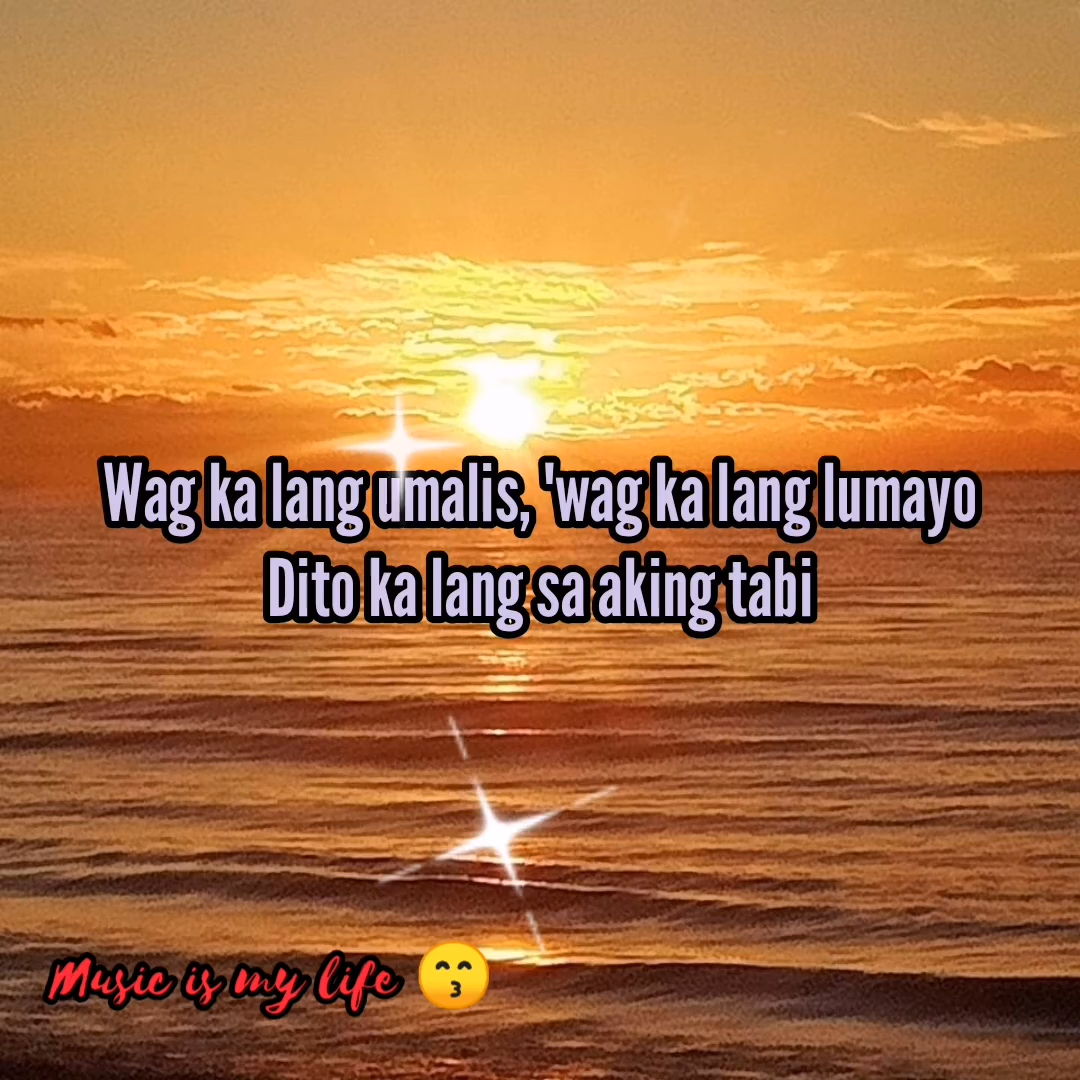 Wag ka lang umalis, 'wag ka lang lumayo
Dito ka lang sa aking tabi
Music is my life 😙